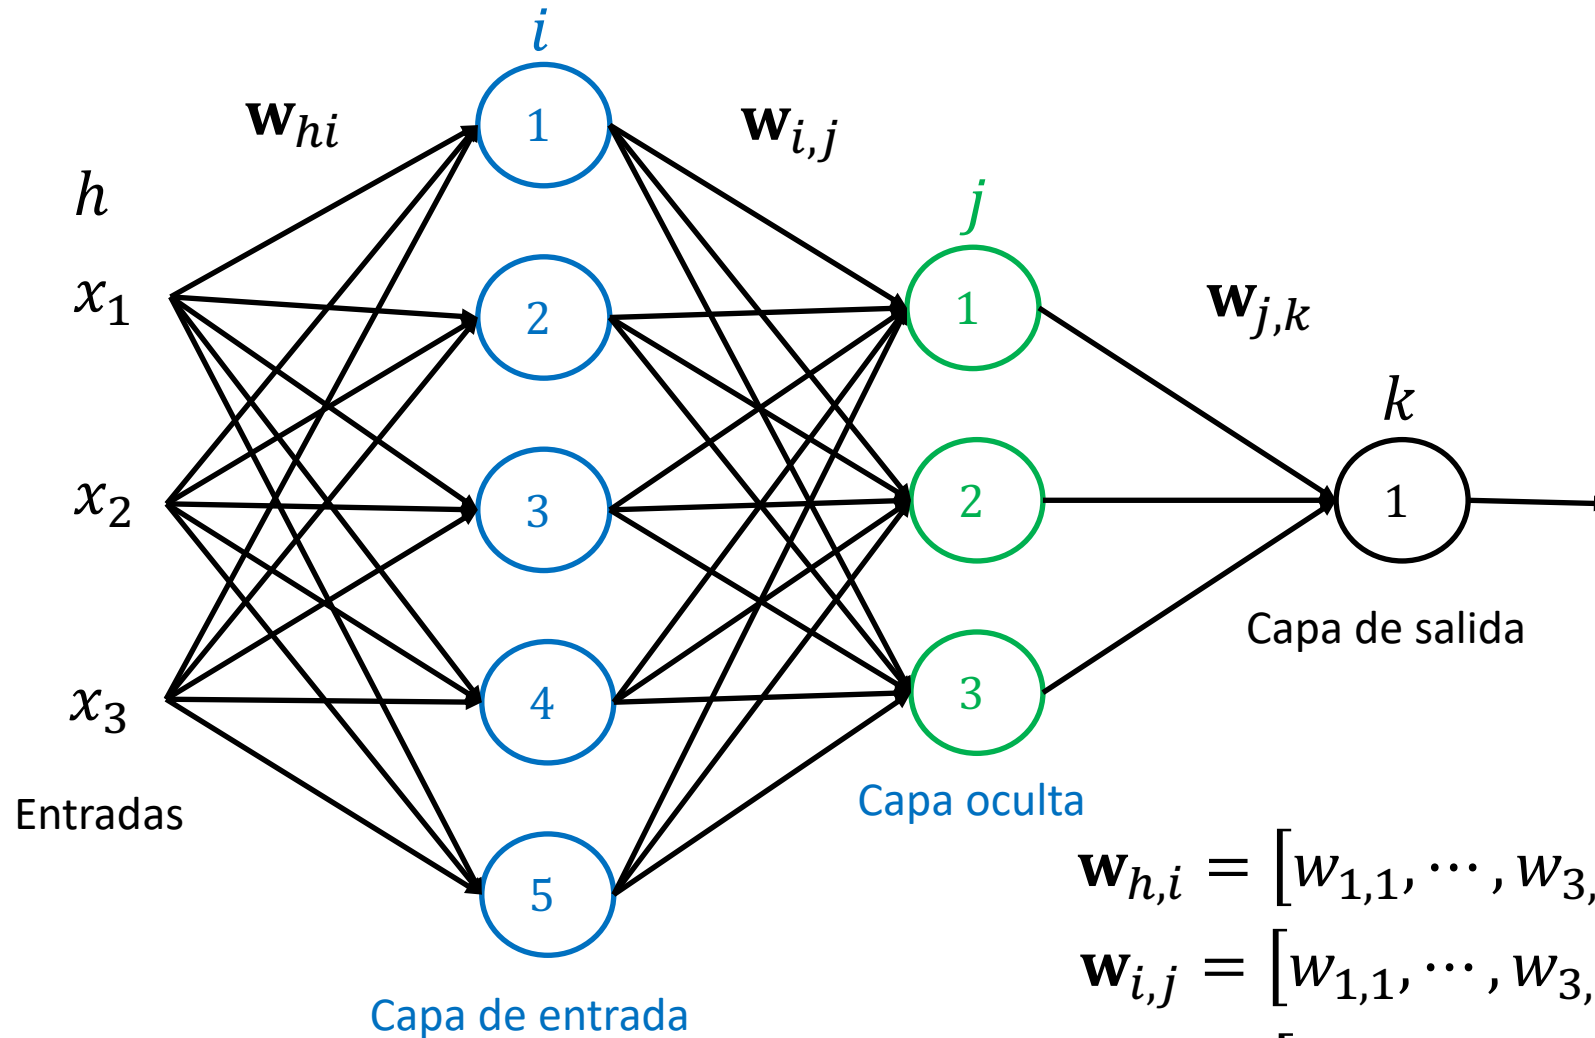 i
w_{hi}
w_{i,j}
h
j
x_1
x_2
x_3
1
2
3
4
5
1
2
3
w_{j,k}
k
1
Capa de salida
Entradas
Capa oculta
Capa de entrada
w_{h,i} = [w_{1,1}, ⋯ , w_{3,
w_{i,j} = [w_{1,1}, ⋯ , w_{3,